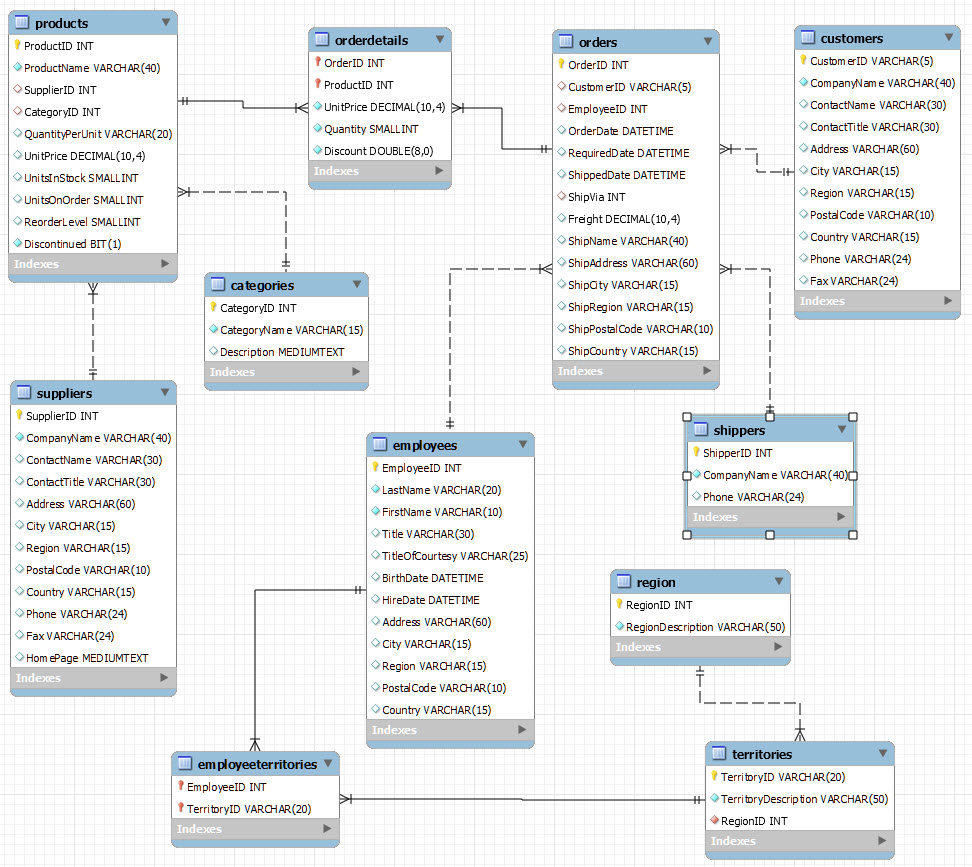 products
ProductID INT
ProductName VARCHAR(40)
SupplierID INT
CategoryID INT
QuantityPerUnit VARCHAR(20)
UnitPrice DECIMAL(10,4)
UnitsInStock SMALLINT
UnitsOnOrder SMALLINT
ReorderLevel SMALLINT
Discontinued BIT(1)
Indexes
orderdetails
OrderID INT
ProductID INT
UnitPrice DECIMAL(10,4)
Quantity SMALLINT
Discount DOUBLE(8,0)
Indexes
orders
OrderID INT
CustomerID VARCHAR(5)
EmployeeID INT
OrderDate DATETIME
RequiredDate DATETIME
ShippedDate DATETIME
ShipVia INT
Freight DECIMAL(10,4)
ShipName VARCHAR(40)
ShipAddress VARCHAR(60)
ShipCity VARCHAR(15)
ShipRegion VARCHAR(15)
ShipPostalCode VARCHAR(10)
ShipCountry VARCHAR(15)
Indexes
customers
CustomerID VARCHAR(5)
CompanyName VARCHAR(40)
ContactName VARCHAR(30)
ContactTitle VARCHAR(30)
Address VARCHAR(60)
City VARCHAR(15)
Region VARCHAR(15)
PostalCode VARCHAR(10)
Country VARCHAR(15)
Phone VARCHAR(24)
Fax VARCHAR(24)
Indexes
categories
CategoryID INT
CategoryName VARCHAR(15)
Description MEDIUMTEXT
Indexes
suppliers
SupplierID INT
CompanyName VARCHAR(40)
ContactName VARCHAR(30)
ContactTitle VARCHAR(30)
Address VARCHAR(60)
City VARCHAR(15)
Region VARCHAR(15)
PostalCode VARCHAR(10)
Country VARCHAR(15)
Phone VARCHAR(24)
Fax VARCHAR(24)
HomePage MEDIUMTEXT
Indexes
employees
EmployeeID INT
LastName VARCHAR(20)
FirstName VARCHAR(10)
Title VARCHAR(30)
TitleOfCourtesy VARCHAR(25)
BirthDate DATETIME
HireDate DATETIME
Address VARCHAR(60)
City VARCHAR(15)
Region VARCHAR(15)
PostalCode VARCHAR(10)
Country VARCHAR(15)
Indexes
shippers
ShipperID INT
CompanyName VARCHAR(40)
Phone VARCHAR(24)
Indexes
region
RegionID INT
RegionDescription VARCHAR(50)
Indexes
employeeterritories
EmployeeID INT
TerritoryID VARCHAR(20)
Indexes
territories
TerritoryID VARCHAR(20)
TerritoryDescription VARCHAR(50)
RegionID INT
Indexes